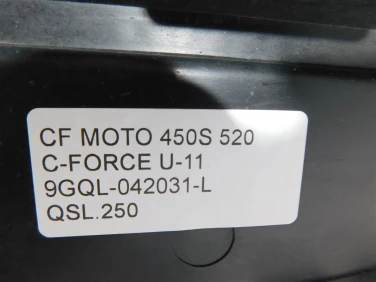 CF MOTO 450S 520
C-FORCE U-11
9GQL-042031-L
QSL.250